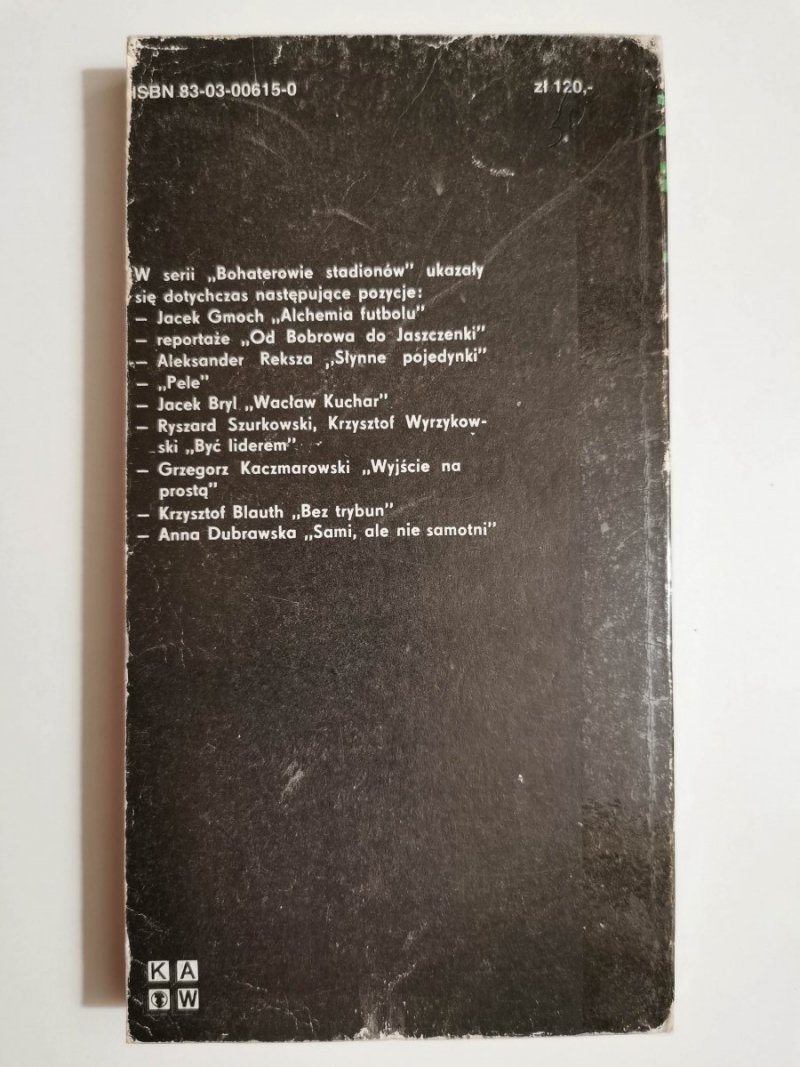 ISBN 83-03-00615-0
zł 120,-
W serii „Bohaterowie stadionów” ukazały
się dotychczas następujące pozycje:
— Jacek Gmoch „Alchemia futbolu”
— reportaże „Od Bobrowa do Jaszczenki”
— Aleksander Reksza „Słynne pojedynki”
— „Pele”
— Jacek Bryl „Wacław Kuchar”
— Ryszard Szurkowski, Krzysztof Wyrzykow-
ski „Być liderem”
— Grzegorz Kaczmarowski „Wyjście na
prostą”
— Krzysztof Blauth „Bez trybun”
— Anna Dubrawska „Sami, ale nie samotni”
K A
W